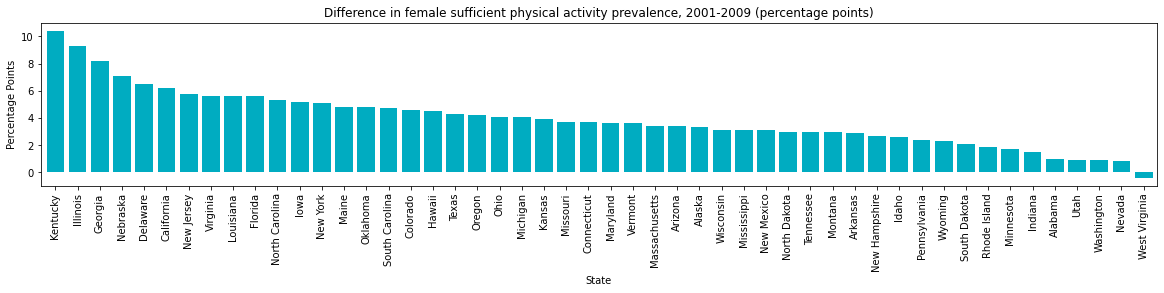 Difference in female sufficient physical activity prevalence, 2001-2009 (percentage points)
Percentage Points
10
8
6
4
2
0
Kentucky
Illinois
Georgia
Nebraska
Delaware
California
New Jersey
Virginia
Louisiana
Florida
North Carolina
Iowa
New York
Maine
Oklahoma
South Carolina
Colorado
Hawaii
Texas
Oregon
Ohio
Michigan
Kansas
Missouri
Connecticut
Maryland
Vermont
Massachusetts
Arizona
Alaska
Wisconsin
Mississippi
New Mexico
North Dakota
Tennessee
Montana
Arkansas
New Hampshire
Idaho
Pennsylvania
Wyoming
South Dakota
Rhode Island
Minnesota
Indiana
Alabama
Utah
Washington
Nevada
West Virginia
State